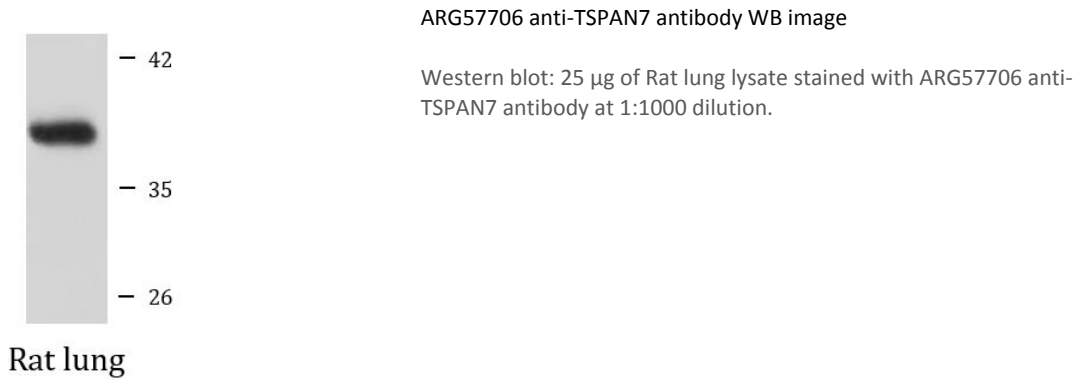 ARG57706 anti-TSPAN7 antibody WB image
Western blot: 25 µg of Rat lung lysate stained with ARG57706 anti-
TSPAN7 antibody at 1:1000 dilution.
42
35
26
Rat lung